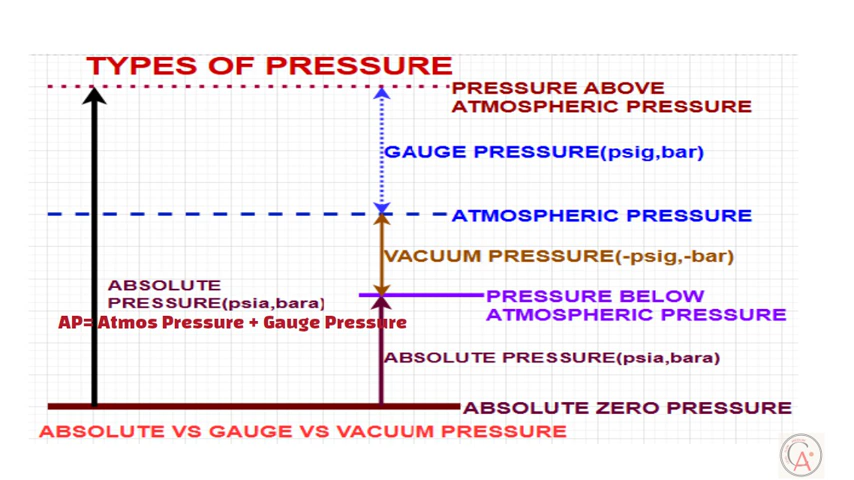 TYPES OF PRESSURE
PRESSURE ABOVE
ATMOSPHERIC PRESSURE
GAUGE PRESSURE(psig,bar)
ATMOSPHERIC PRESSURE
VACUUM PRESSURE(-psig,-bar)
ABSOLUTE
PRESSURE(psia,bara)
AP= Atmos Pressure + Gauge Pressure
PRESSURE BELOW
ATMOSPHERIC PRESSURE
ABSOLUTE PRESSURE(psia,bara)
ABSOLUTE ZERO PRESSURE
ABSOLUTE VS GAUGE VS VACUUM PRESSURE